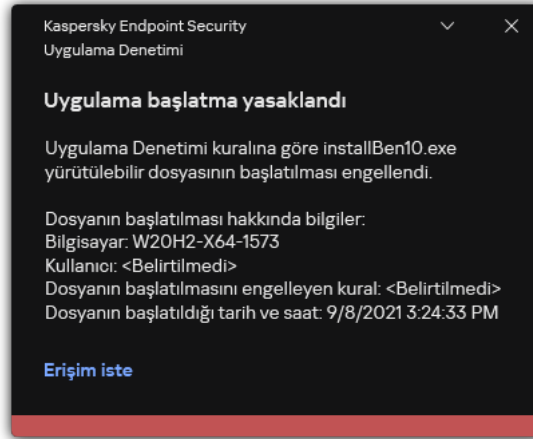 Kaspersky Endpoint Security
Uygulama Denetimi
Uygulama başlatma yasaklandı
Uygulama Denetimi kuralına göre installBen10.exe
yürütülebilir dosyasının başlatılması engellendi.
Dosyanın başlatılması hakkında bilgiler:
Bilgisayar: W20H2-X64-1573
Kullanıcı: <Belirtilmedi>
Dosyanın başlatılmasını engelleyen kural: <Belirtilmedi>
Dosyanın başlatıldığı tarih ve saat: 9/8/2021 3:24:33 PM
Erişim iste